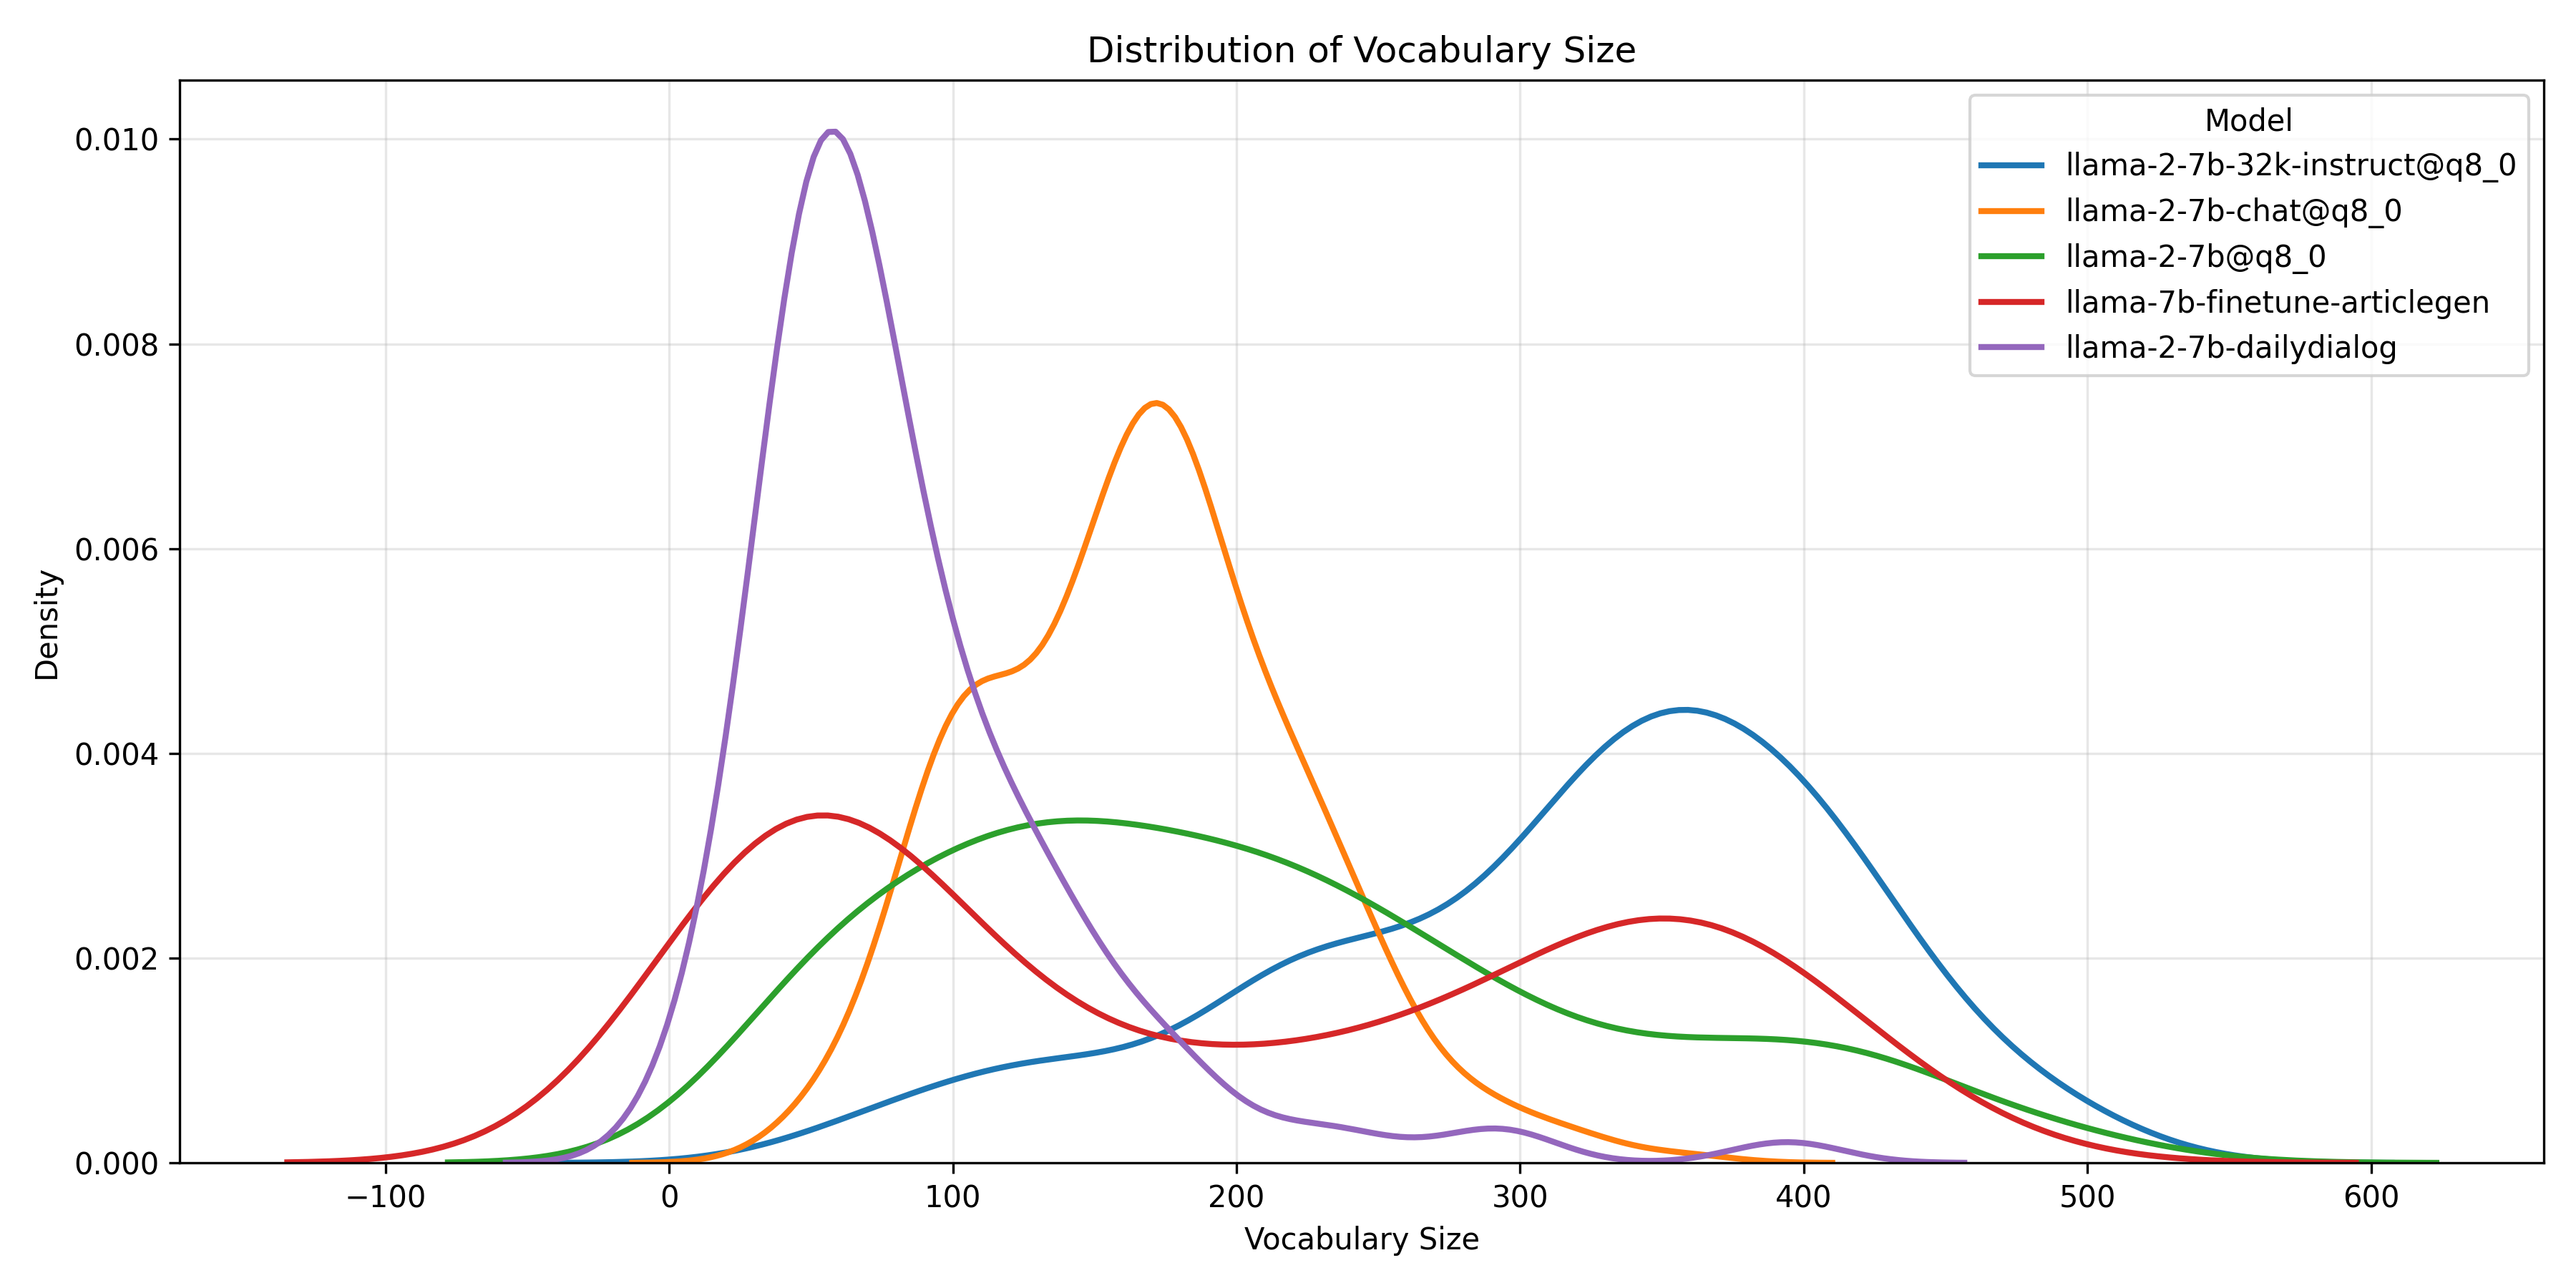 Distribution of Vocabulary Size
Model
llama-2-7b-32k-instruct@q8_0
llama-2-7b-chat@q8_0
llama-2-7b@q8_0
llama-7b-finetune-articlegen
llama-2-7b-dailydialog
0.010
0.008
0.006
0.004
0.002
0.000
Density
−100 0 100 200 300 400 500 600
Vocabulary Size